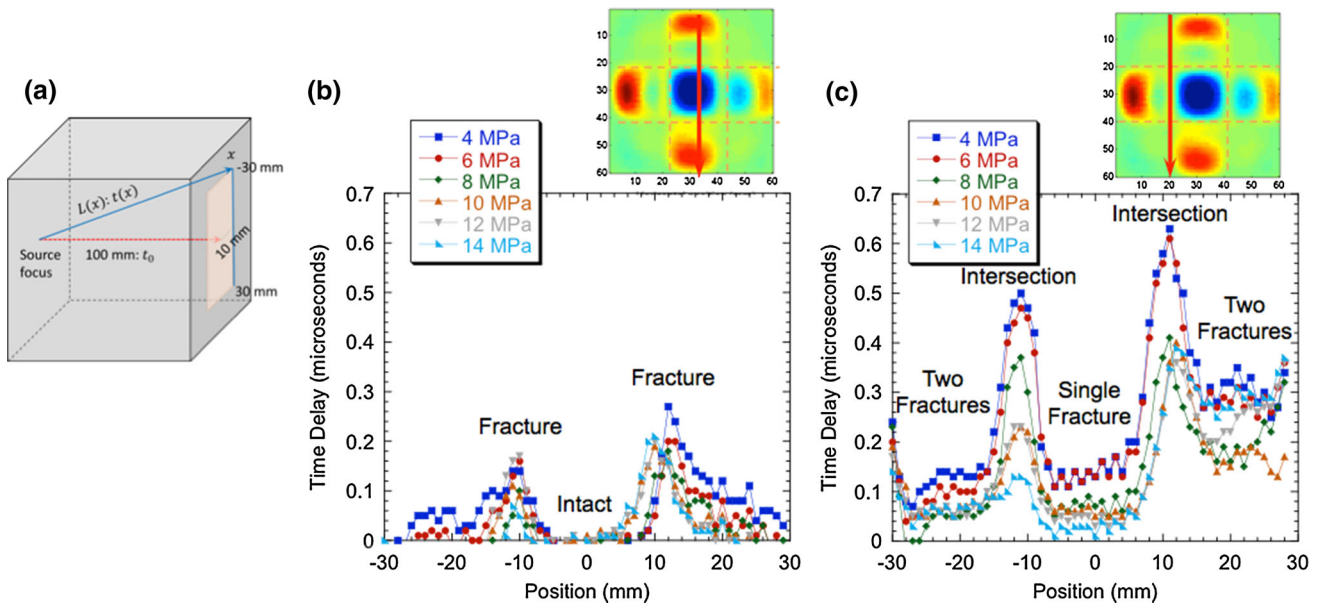 (a)
x
-30 mm
L(x): t(x)
Source
focus
100 mm: t₀
10 mm
30 mm
(b)
10
20
30
40
50
60
10 20 30 40 50 60
4 MPa
6 MPa
8 MPa
10 MPa
12 MPa
14 MPa
Time Delay (microseconds)
0.7
0.6
0.5
0.4
0.3
0.2
0.1
0
Fracture
Intact
Fracture
-30 -20 -10 0 10 20 30
Position (mm)
(c)
10
20
30
40
50
60
10 20 30 40 50 60
4 MPa
6 MPa
8 MPa
10 MPa
12 MPa
14 MPa
Time Delay (microseconds)
0.7
0.6
0.5
0.4
0.3
0.2
0.1
0
Intersection
Intersection
Two
Fractures
Single
Fracture
Two
Fractures
-30 -20 -10 0 10 20 30
Position (mm)